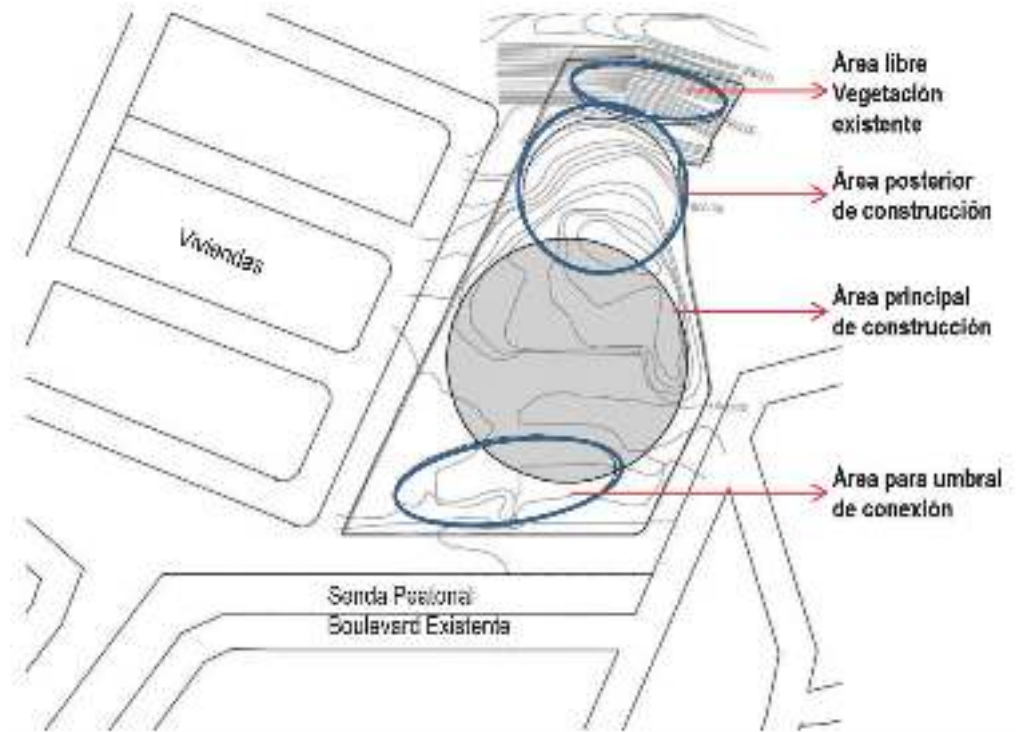 Área libre
Vegetación
existente
Área posterior
de construcción
Viviendas
Área principal
de construcción
Área para umbral
de conexión
Senda Peatonal
Boulevard Existente